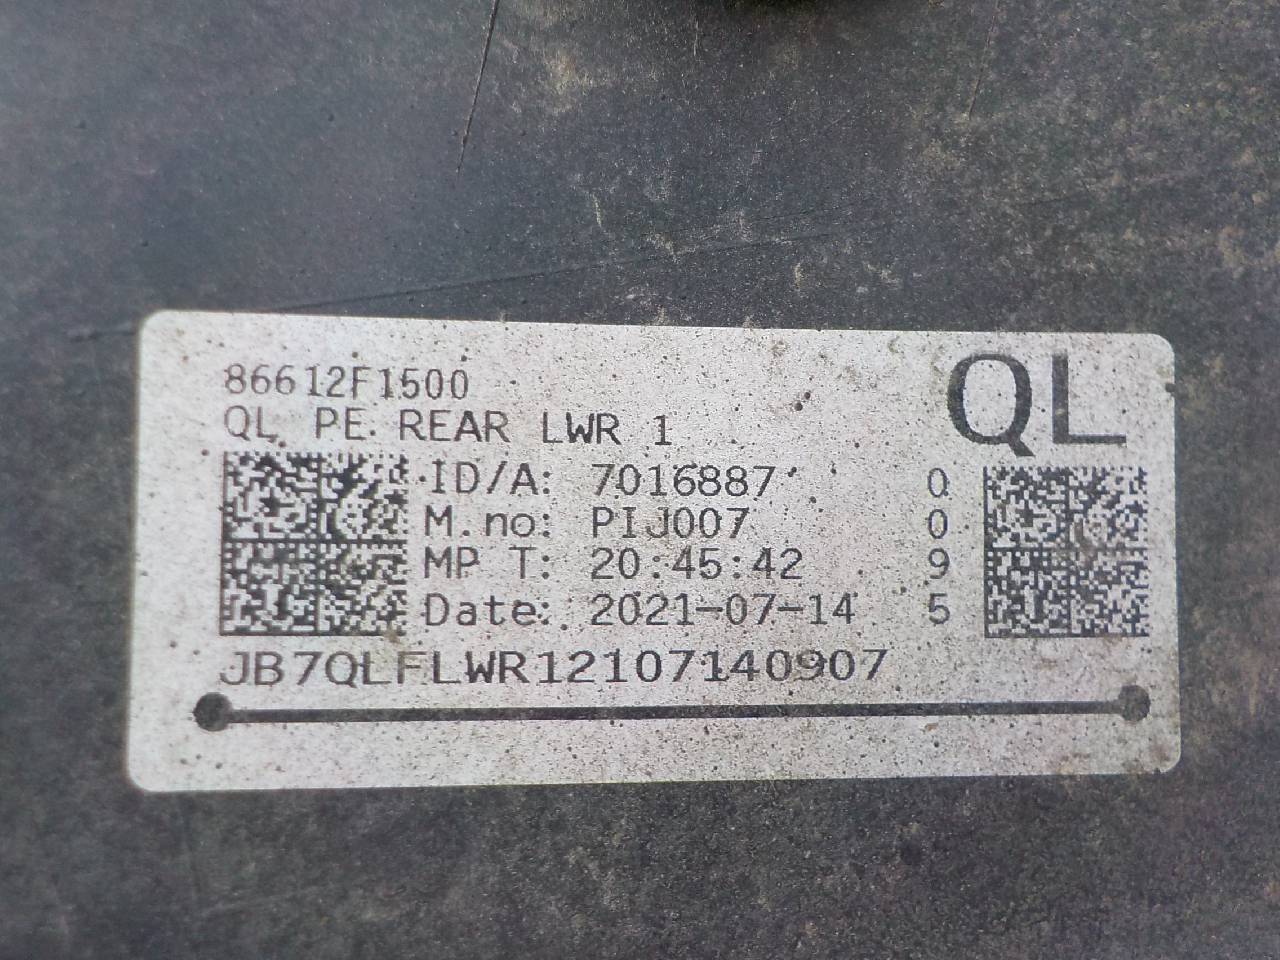 86612F1500
QL PE REAR LWR 1
QL
ID/A: 7016887 0
M.no: PIJ007 0
MP T: 20:45:42 9
Date: 2021-07-14 5
JB7QLFLWR12107140907